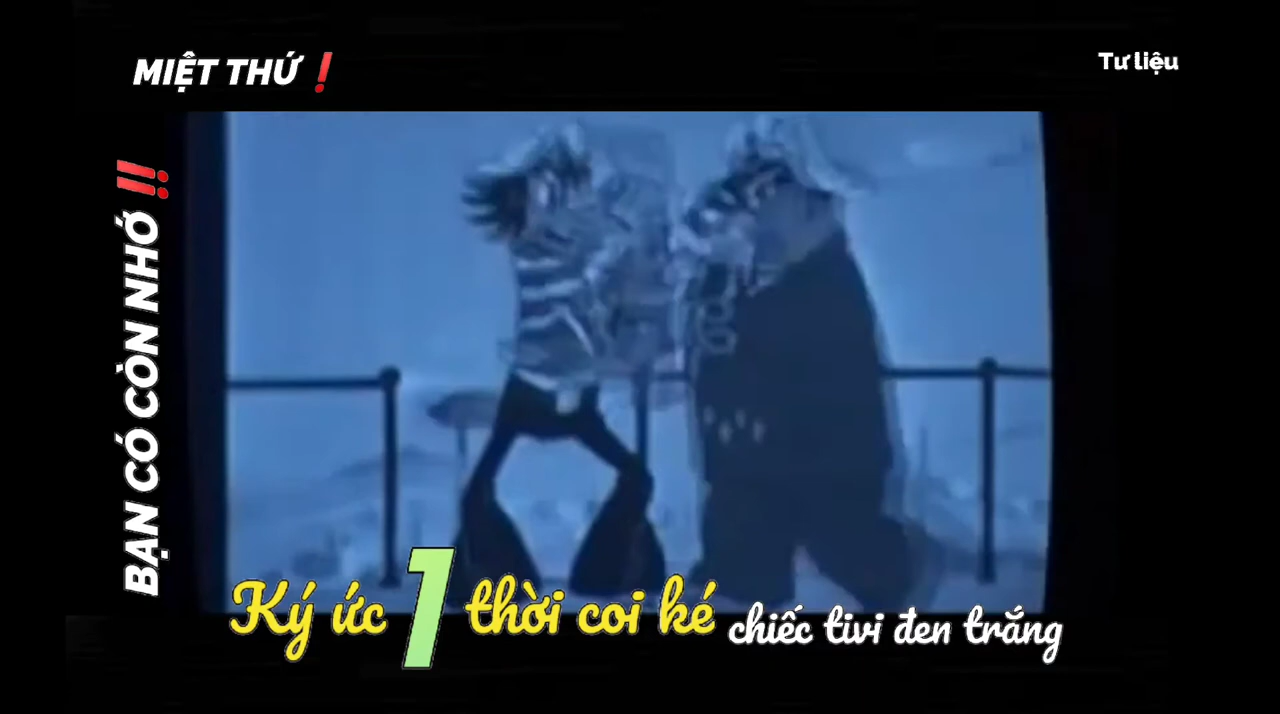 MIỆT THỨ❗
Tư liệu
BẠN CÓ CÒN NHỚ‼
Ký ức 1 thời coi ké chiếc tivi đen trắng